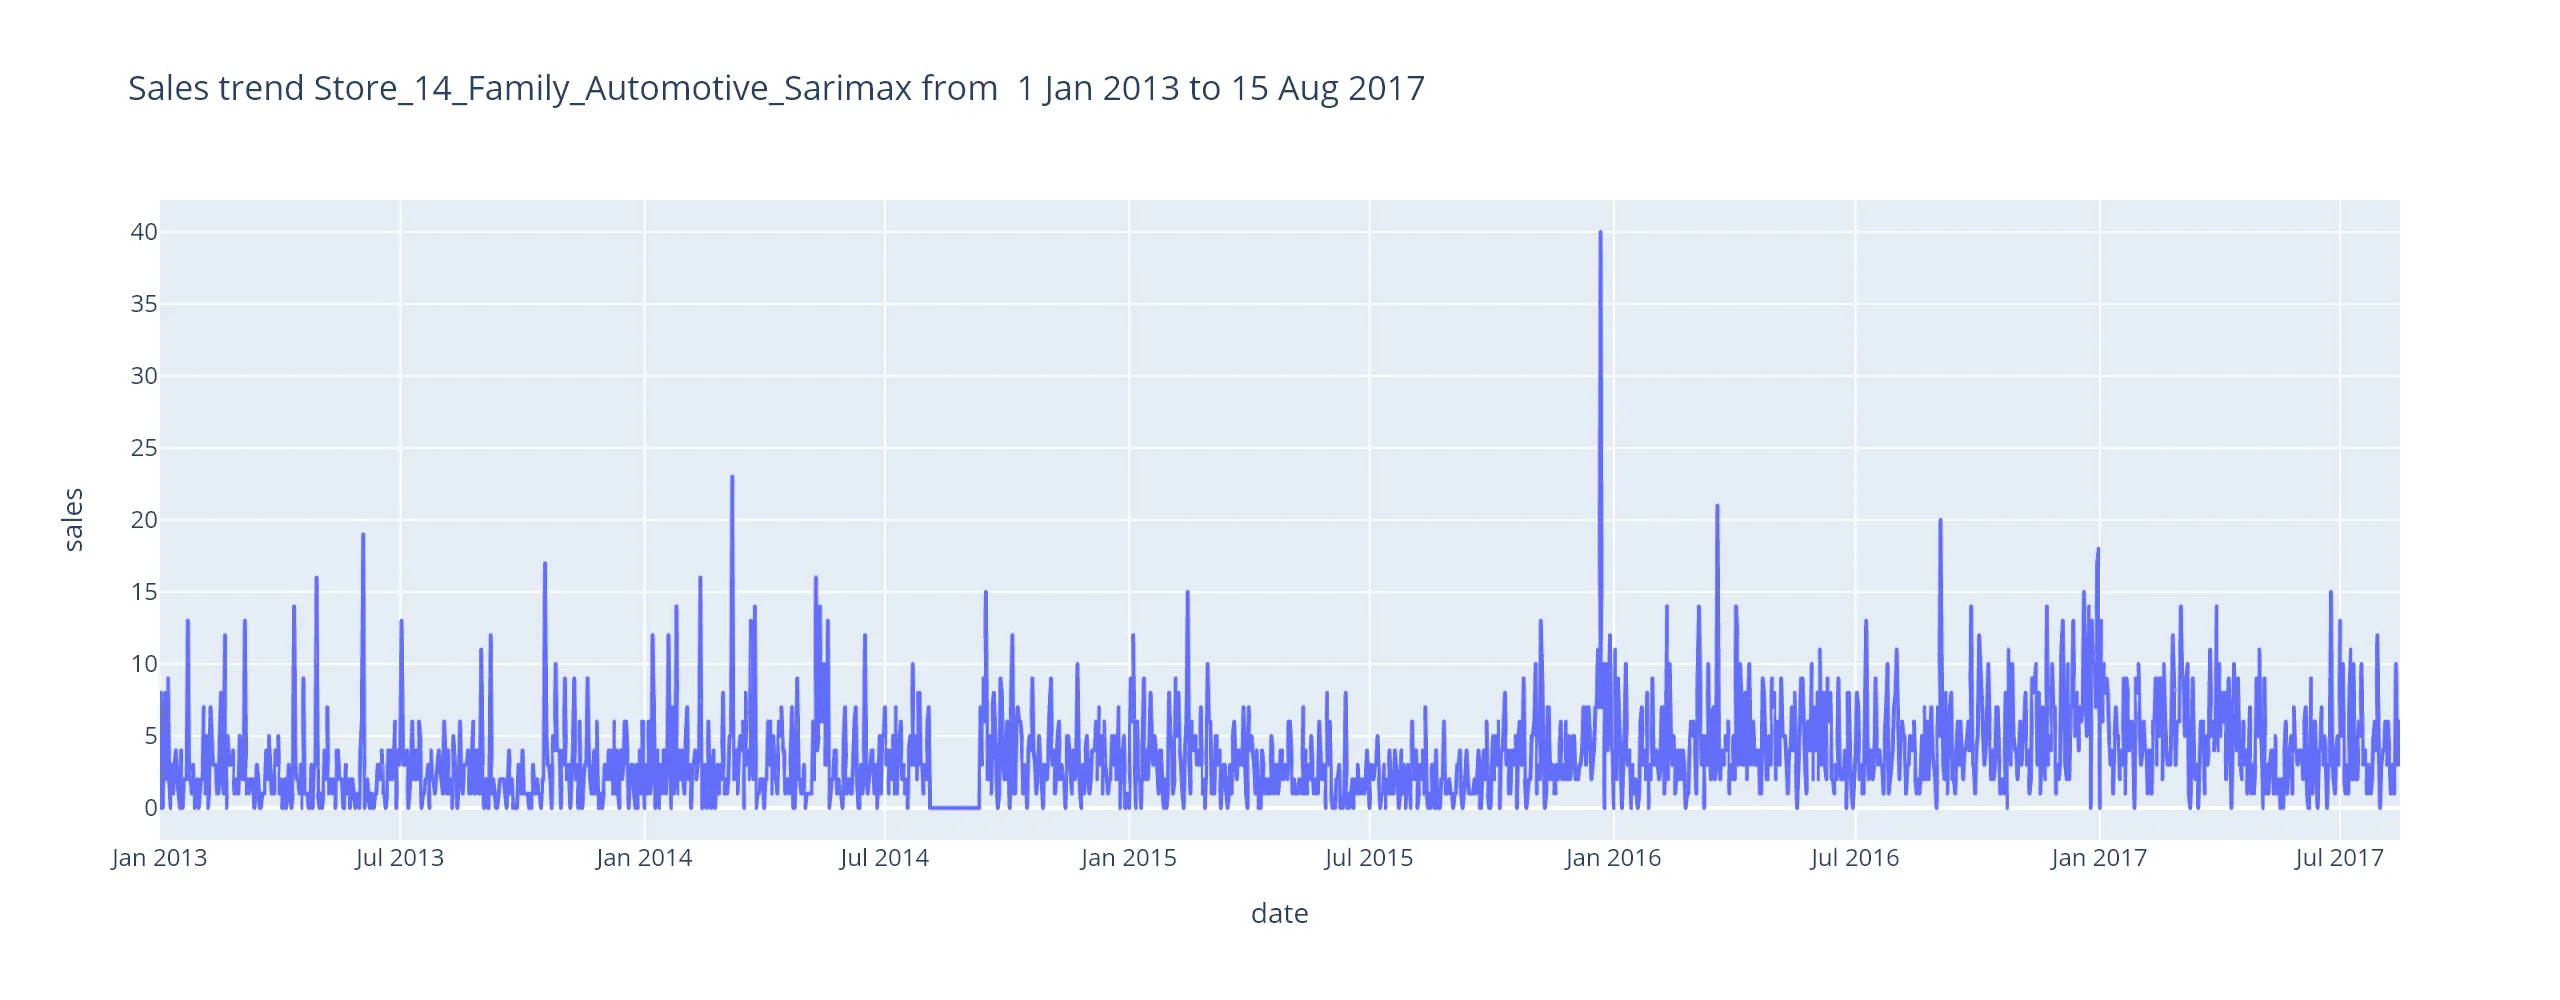 Sales trend Store_14_Family_Automotive_Sarimax from  1 Jan 2013 to 15 Aug 2017
40
35
30
25
20
15
10
5
0
sales
Jan 2013 Jul 2013 Jan 2014 Jul 2014 Jan 2015 Jul 2015 Jan 2016 Jul 2016 Jan 2017 Jul 2017
date